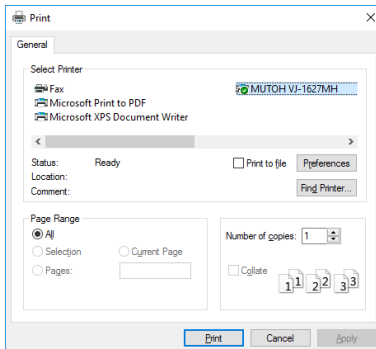 Print
General
Select Printer
Fax
MUTOH VJ-1627MH
Microsoft Print to PDF
Microsoft XPS Document Writer
Status: Ready
Print to file
Preferences
Location:
Comment:
Find Printer...
Page Range
All
Selection
Current Page
Pages:
Number of copies: 1
Collate
1 1 2 2 3 3
Print
Cancel
Apply